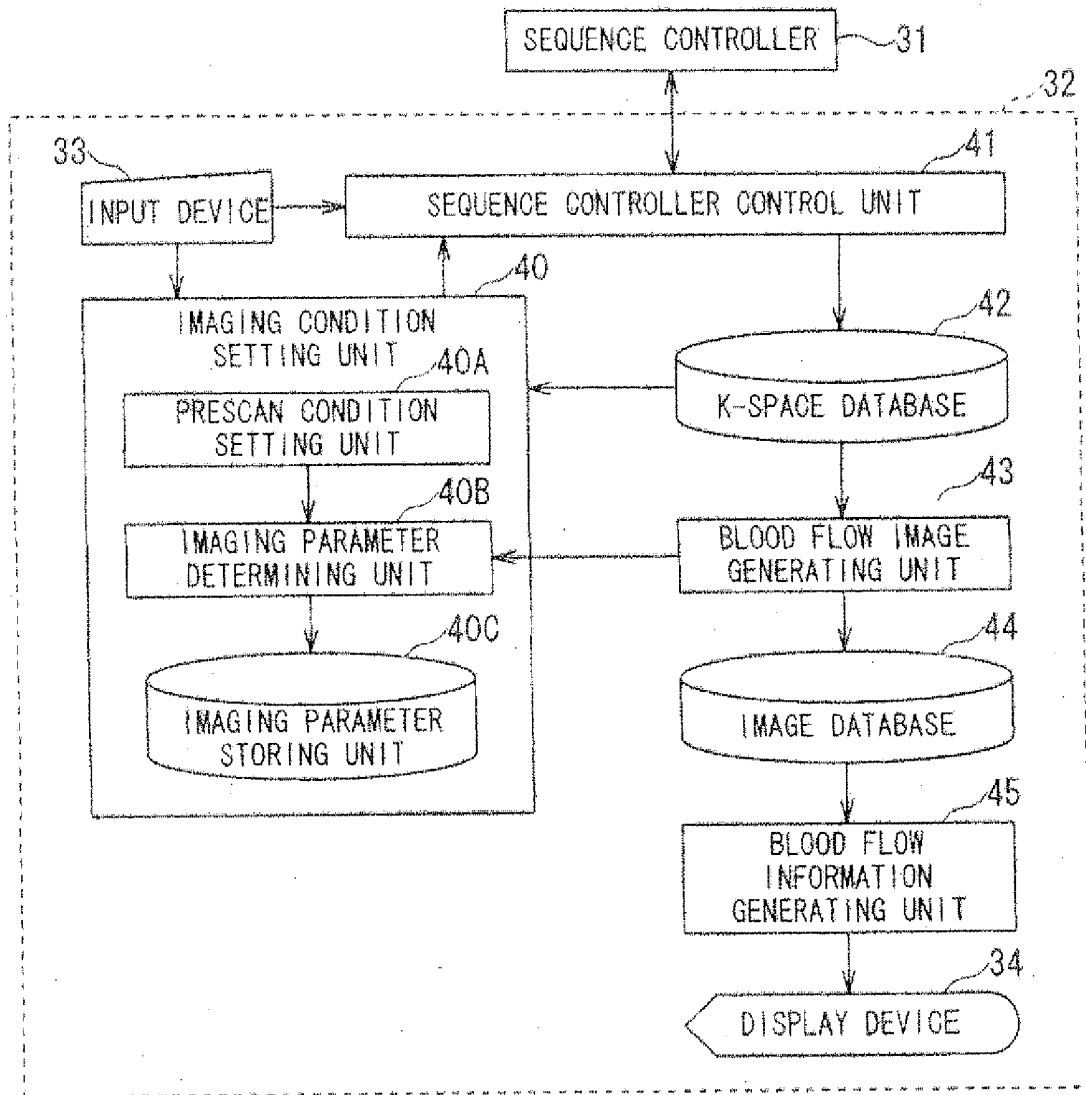 SEQUENCE CONTROLLER
31
32
33
INPUT DEVICE
41
SEQUENCE CONTROLLER CONTROL UNIT
40
IMAGING CONDITION
SETTING UNIT
40A
PRESCAN CONDITION
SETTING UNIT
40B
IMAGING PARAMETER
DETERMINING UNIT
40C
IMAGING PARAMETER
STORING UNIT
42
K-SPACE DATABASE
43
BLOOD FLOW IMAGE
GENERATING UNIT
44
IMAGE DATABASE
45
BLOOD FLOW
INFORMATION
GENERATING UNIT
34
DISPLAY DEVICE